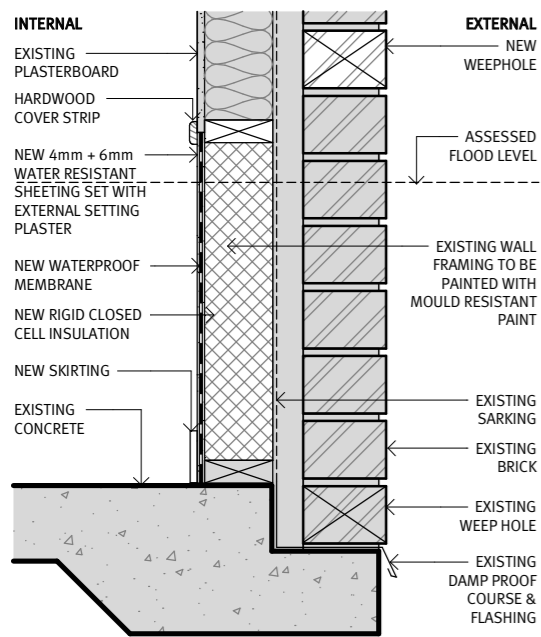 INTERNAL
EXISTING
PLASTERBOARD
HARDWOOD
COVER STRIP
NEW 4mm + 6mm
WATER RESISTANT
SHEETING SET WITH
EXTERNAL SETTING
PLASTER
NEW WATERPROOF
MEMBRANE
NEW RIGID CLOSED
CELL INSULATION
NEW SKIRTING
EXISTING
CONCRETE
EXTERNAL
NEW
WEEPHOLE
ASSESSED
FLOOD LEVEL
EXISTING WALL
FRAMING TO BE
PAINTED WITH
MOULD RESISTANT
PAINT
EXISTING
SARKING
EXISTING
BRICK
EXISTING
WEEP HOLE
EXISTING
DAMP PROOF
COURSE &
FLASHING